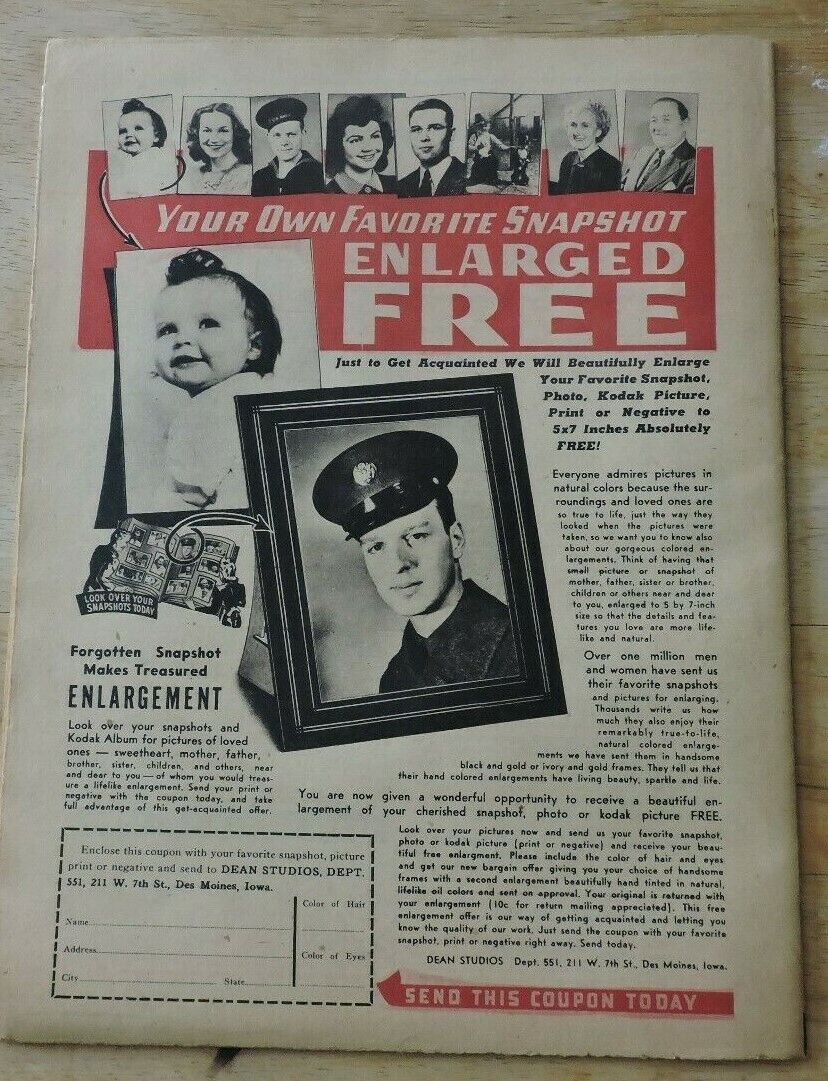 YOUR OWN FAVORITE SNAPSHOT
ENLARGED
FREE
Just to Get Acquainted We Will Beautifully Enlarge
Your Favorite Snapshot,
Photo, Kodak Picture,
Print or Negative to
5x7 Inches Absolutely
FREE!
Everyone admires pictures in
natural colors because the sur-
roundings and loved ones are
so true to life, just the way they
looked when the pictures were
taken, so we want you to know also
about our gorgeous colored en-
largements. Think of having that
small picture or snapshot of
mother, father, sister or brother,
children or others near and dear
to you, enlarged to 5 by 7-inch
size so that the details and fea-
tures you love are more life-
like and natural.
Over one million men
and women have sent us
their favorite snapshots
and pictures for enlarging.
Thousands write us how
much they also enjoy their
remarkably true-to-life,
natural colored enlarge-
ments we have sent them in handsome
black and gold or ivory and gold frames. They tell us that
their hand colored enlargements have living beauty, sparkle and life.
LOOK OVER YOUR
SNAPSHOTS TODAY
Forgotten Snapshot
Makes Treasured
ENLARGEMENT
Look over your snapshots and
Kodak Album for pictures of loved
ones — sweetheart, mother, father,
brother, sister, children, and others, near
and dear to you — of whom you would treas-
ure a lifelike enlargement. Send your print or
negative with the coupon today, and take
full advantage of this get-acquainted offer.
You are now given a wonderful opportunity to receive a beautiful en-
largement of your cherished snapshot, photo or kodak picture FREE.
Look over your pictures now and send us your favorite snapshot,
photo or kodak picture (print or negative) and receive your beau-
tiful free enlargment. Please include the color of hair and eyes
and get our new bargain offer giving you your choice of handsome
frames with a second enlargement beautifully hand tinted in natural,
lifelike oil colors and sent on approval. Your original is returned with
your enlargement (10c for return mailing appreciated). This free
enlargement offer is our way of getting acquainted and letting you
know the quality of our work. Just send the coupon with your favorite
snapshot, print or negative right away. Send today.
DEAN STUDIOS Dept. 551, 211 W. 7th St., Des Moines, Iowa.
Enclose this coupon with your favorite snapshot, picture
print or negative and send to DEAN STUDIOS, DEPT.
551, 211 W. 7th St., Des Moines, Iowa.
Color of Hair
Name
Address
Color of Eyes
City State
SEND THIS COUPON TODAY